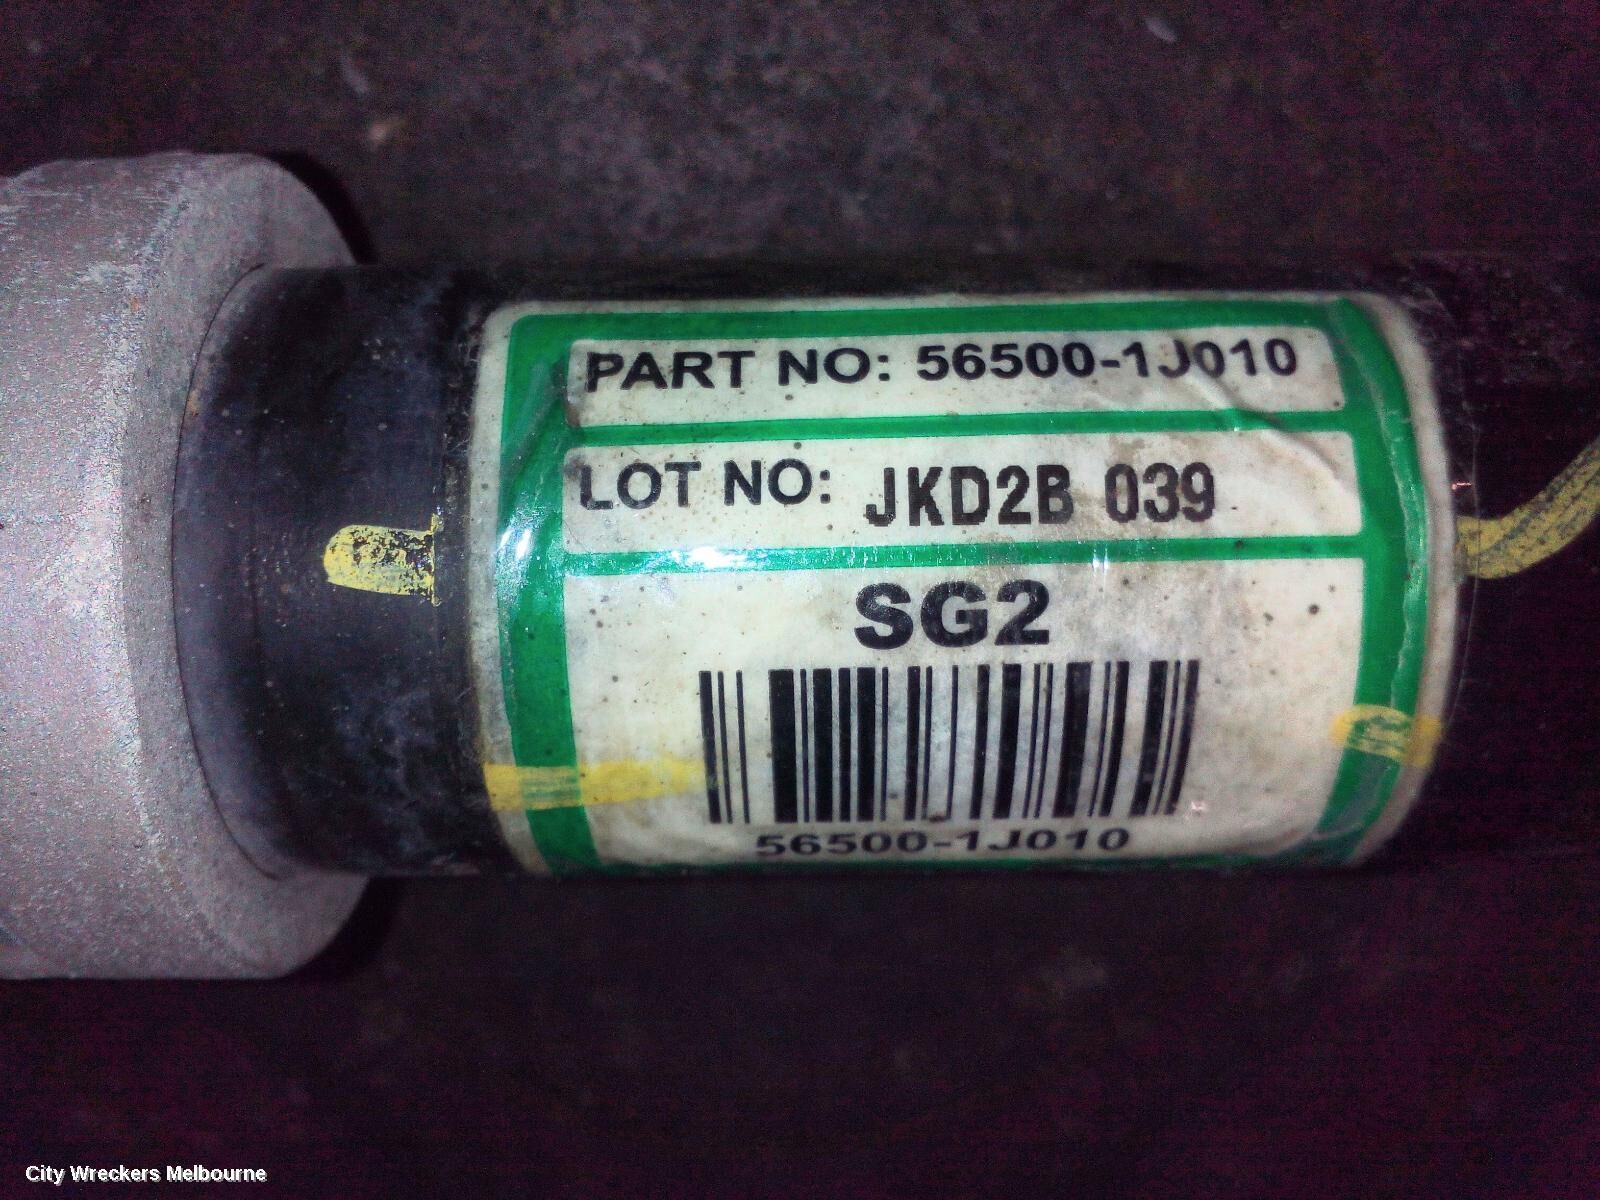 PART NO: 56500-1J010
LOT NO: JKD2B 039
SG2
56500-1J010
City Wreckers Melbourne